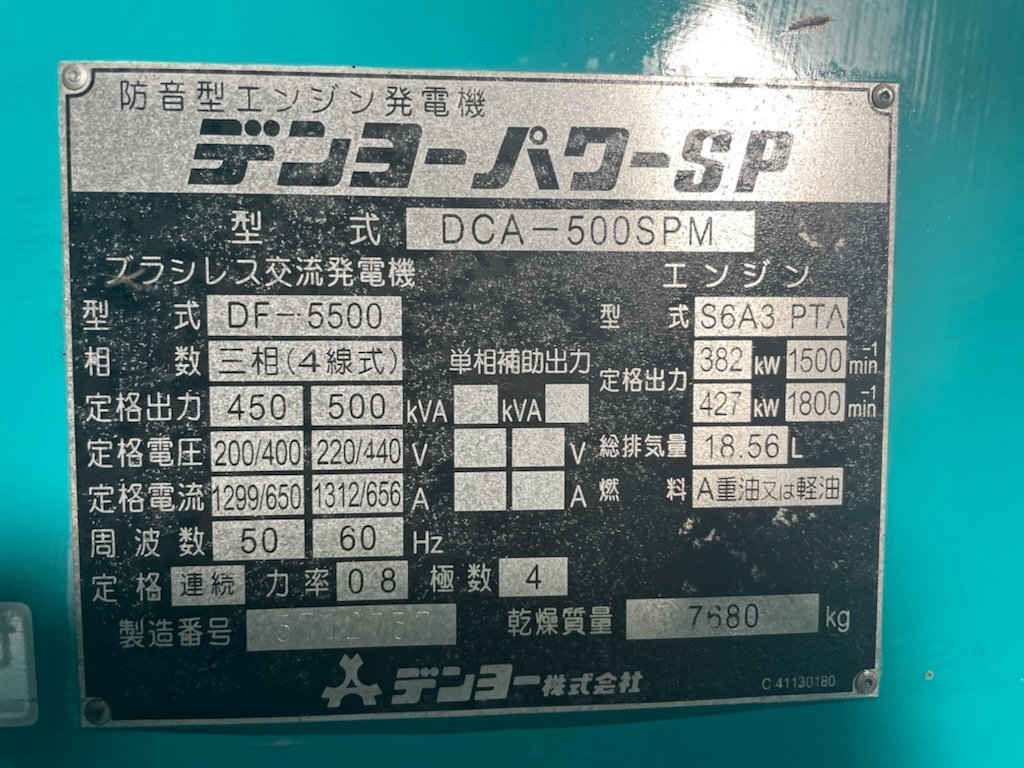 防音型エンジン発電機
デンヨーパワーSP
型 式 DCA-500SPM
ブラシレス交流発電機 エンジン
型 式 DF-5500 型 式 S6A3 PTA
相 数 三相(4線式) 単相補助出力
定格出力 382 kW 1500 min-1
427 kW 1800 min-1
定格出力 450 500 kVA kVA
定格電圧 200/400 220/440 V V 総排気量 18.56 L
定格電流 1299/650 1312/656 A A 燃 料 A重油又は軽油
周波数 50 60 Hz
定格 連続 力率 0 8 極数 4
製造番号 乾燥質量 7680 kg
デンヨー株式会社 C 41130180